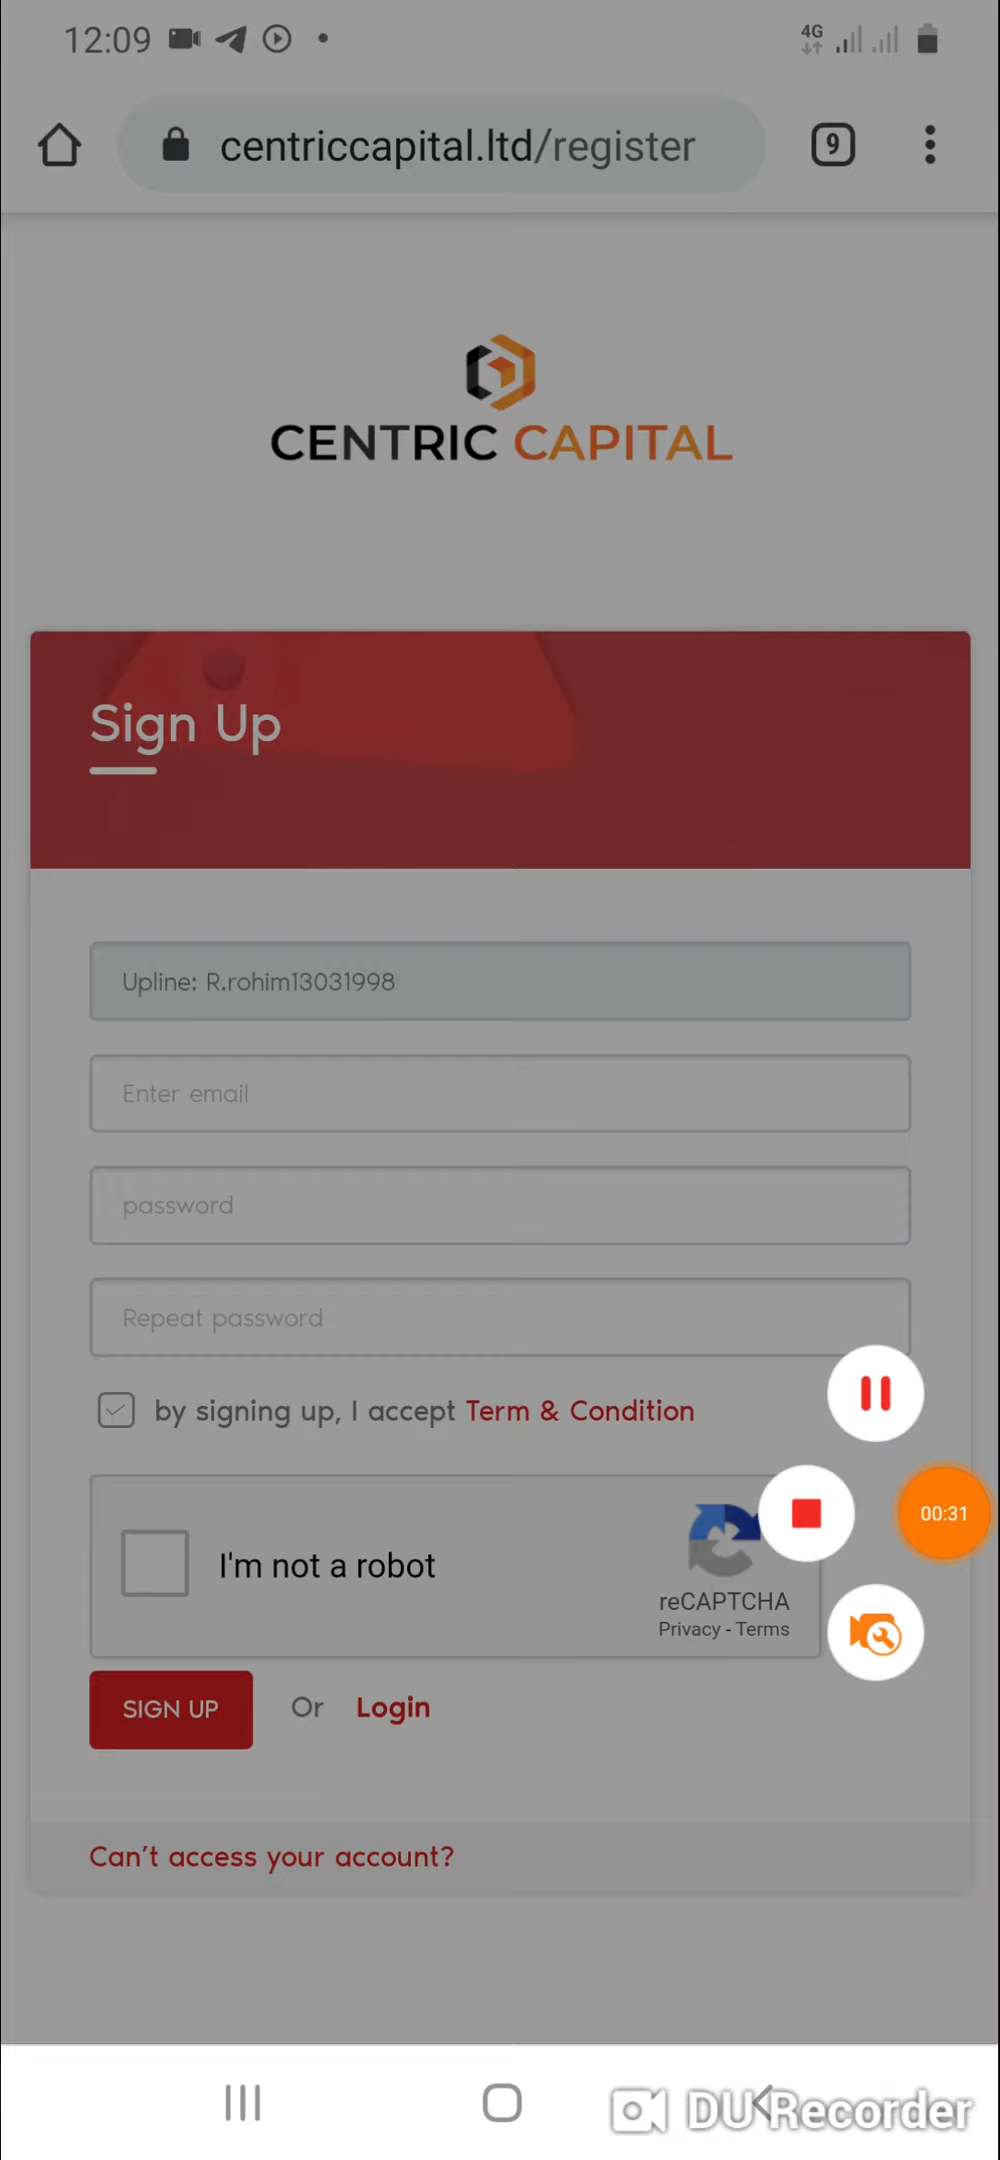 12:09
4G
centriccapital.ltd/register
9
CENTRIC CAPITAL
Sign Up
Upline: R.rohim13031998
Enter email
password
Repeat password
by signing up, I accept Term & Condition
I'm not a robot
reCAPTCHA
Privacy - Terms
00:31
SIGN UP Or Login
Can't access your account?
DU Recorder